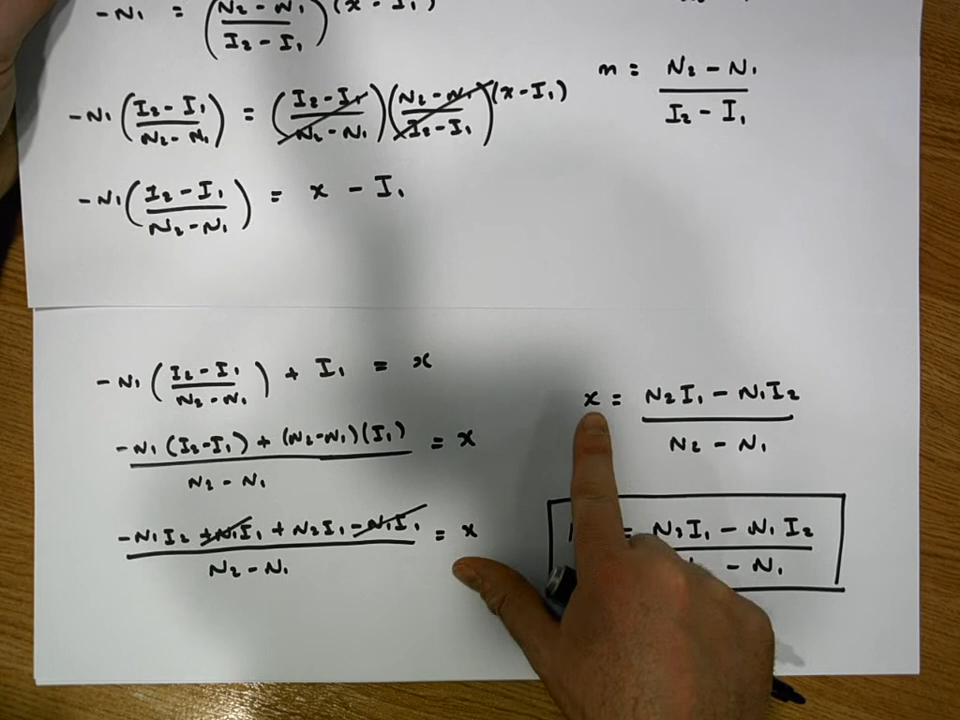 -N₁ = ((N₂ - N₁)/(I₂ - I₁))(x - I₁)
m = (N₂ - N₁)/(I₂ - I₁)
-N₁((I₂ - I₁)/(N₂ - N₁)) = ((I₂ - I₁)/(N₂ - N₁))((N₂ - N₁)/(I₂ - I₁))(x - I₁)
-N₁((I₂ - I₁)/(N₂ - N₁)) = x - I₁
-N₁((I₂ - I₁)/(N₂ - N₁)) + I₁ = x
(-N₁(I₂-I₁) + (N₂-N₁)(I₁))/(N₂ - N₁) = x
(-N₁I₂ + N₁I₁ + N₂I₁ - N₁I₁)/(N₂ - N₁) = x
x = (N₂I₁ - N₁I₂)/(N₂ - N₁)
= N₂I₁ - N₁I₂
- N₁